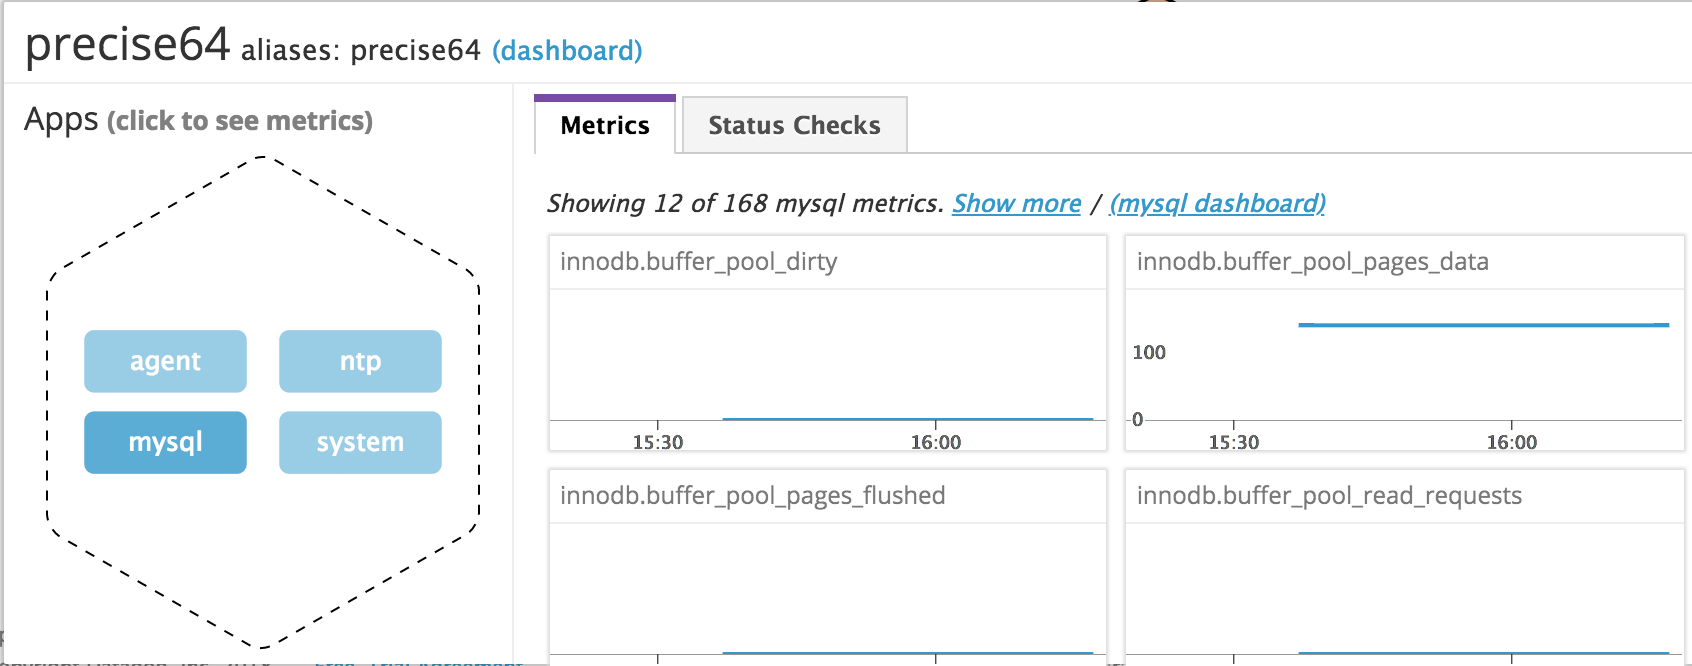 precise64 aliases: precise64 (dashboard)
Apps (click to see metrics)
agent
ntp
mysql
system
Metrics
Status Checks
Showing 12 of 168 mysql metrics. Show more / (mysql dashboard)
innodb.buffer_pool_dirty
15:30
16:00
innodb.buffer_pool_pages_data
100
0
15:30
16:00
innodb.buffer_pool_pages_flushed
innodb.buffer_pool_read_requests